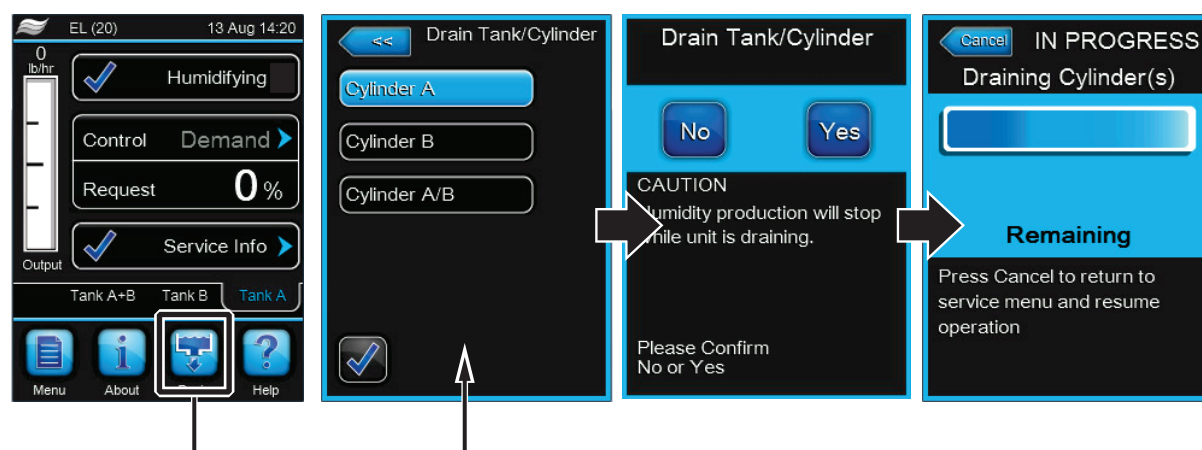 EL (20) 13 Aug 14:20
0
lb/hr
Humidifying
Control Demand
Request 0 %
Service Info
Output
Tank A+B Tank B Tank A
Menu About Help
<< Drain Tank/Cylinder
Cylinder A
Cylinder B
Cylinder A/B
Drain Tank/Cylinder
No Yes
CAUTION
Humidity production will stop
while unit is draining.
Please Confirm
No or Yes
Cancel IN PROGRESS
Draining Cylinder(s)
Remaining
Press Cancel to return to
service menu and resume
operation